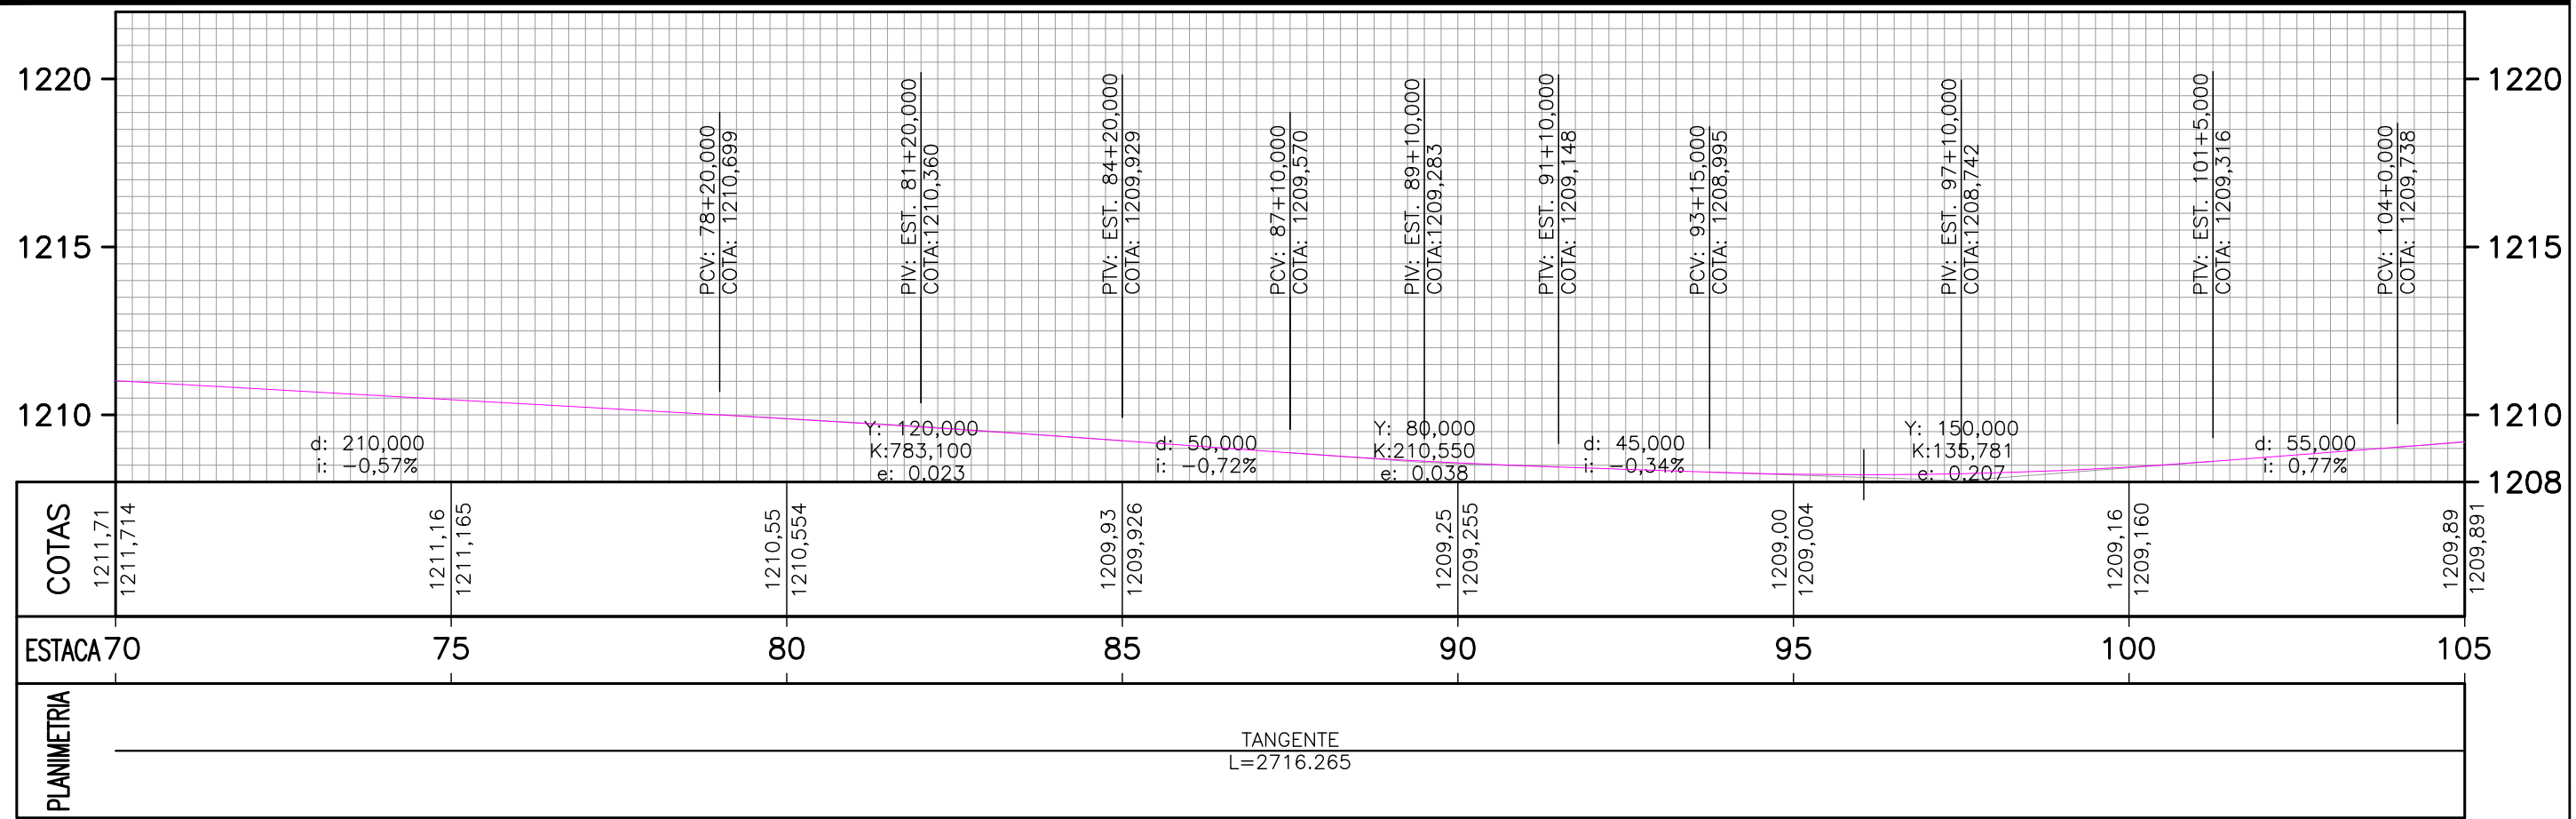 1220
1215
1210
1220
1215
1210
1208
PCV: 78+20,000
COTA: 1210,699
PIV: EST. 81+20,000
COTA:1210,360
PTV: EST. 84+20,000
COTA: 1209,929
PCV: 87+10,000
COTA: 1209,570
PIV: EST. 89+10,000
COTA:1209,283
PTV: EST. 91+10,000
COTA: 1209,148
PCV: 93+15,000
COTA: 1208,995
PIV: EST. 97+10,000
COTA:1208,742
PTV: EST. 101+5,000
COTA: 1209,316
PCV: 104+0,000
COTA: 1209,738
d: 210,000
i: -0,57%
Y: 120,000
K:783,100
e: 0,023
d: 50,000
i: -0,72%
Y: 80,000
K:210,550
e: 0,038
d: 45,000
i: -0,34%
Y: 150,000
K:135,781
e: 0,207
d: 55,000
i: 0,77%
COTAS
1211,71
1211,714
1211,16
1211,165
1210,55
1210,554
1209,93
1209,926
1209,25
1209,255
1209,00
1209,004
1209,16
1209,160
1209,89
1209,891
ESTACA 70 75 80 85 90 95 100 105
PLANIMETRIA
TANGENTE
L=2716.265